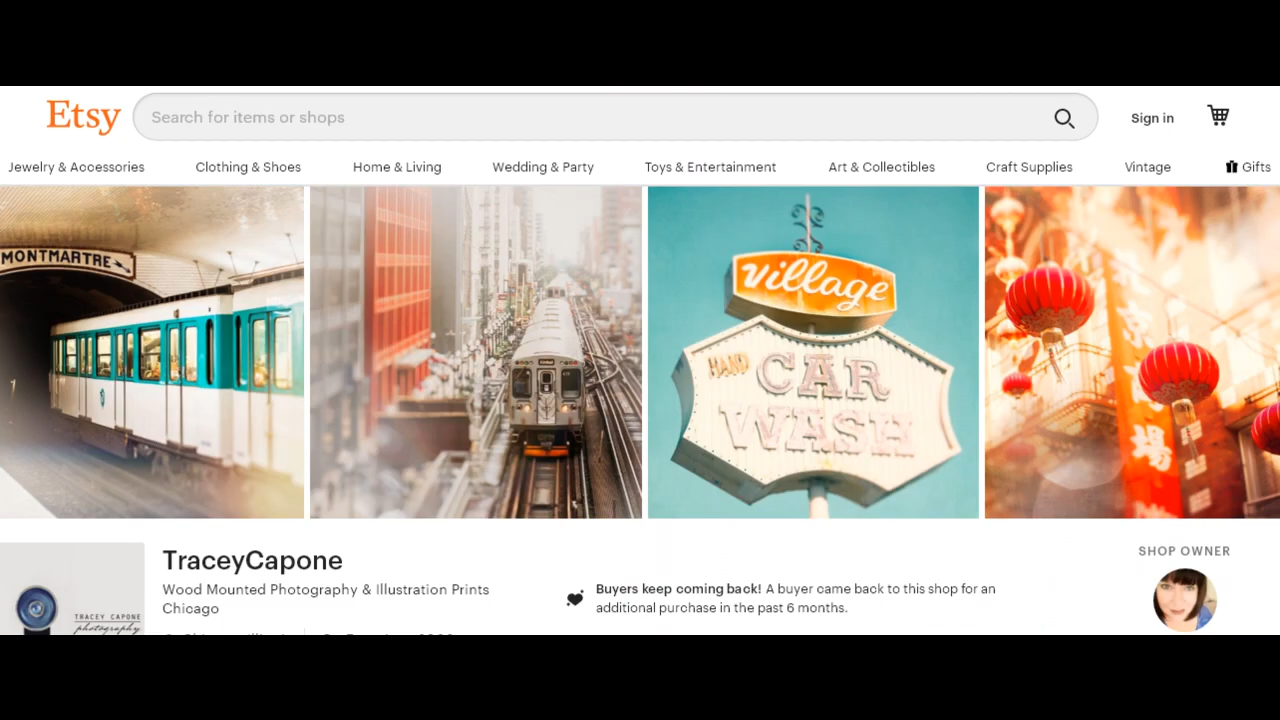 Etsy
Search for items or shops
Sign in
Jewelry & Accessories
Clothing & Shoes
Home & Living
Wedding & Party
Toys & Entertainment
Art & Collectibles
Craft Supplies
Vintage
Gifts
MONTMARTRE
village
HAND CAR
WASH
場
TraceyCapone
Wood Mounted Photography & Illustration Prints
Chicago
Buyers keep coming back! A buyer came back to this shop for an
additional purchase in the past 6 months.
SHOP OWNER
TRACEY CAPONE
photography